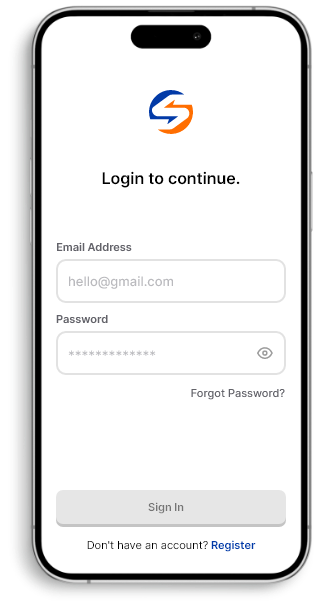 Login to continue.
Email Address
hello@gmail.com
Password
*************
Forgot Password?
Sign In
Don't have an account? Register